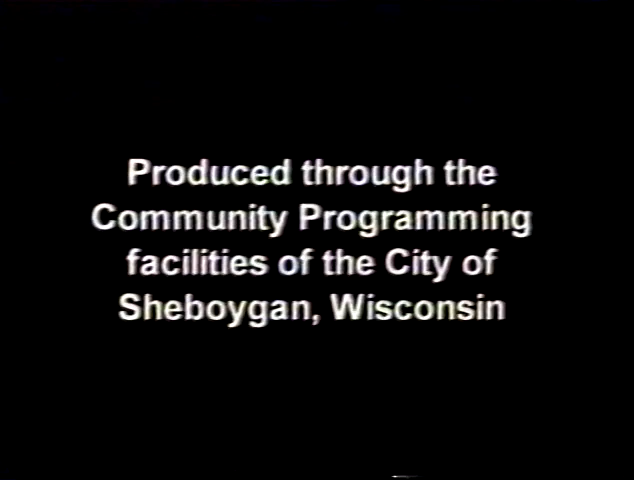 Produced through the
Community Programming
facilities of the City of
Sheboygan, Wisconsin